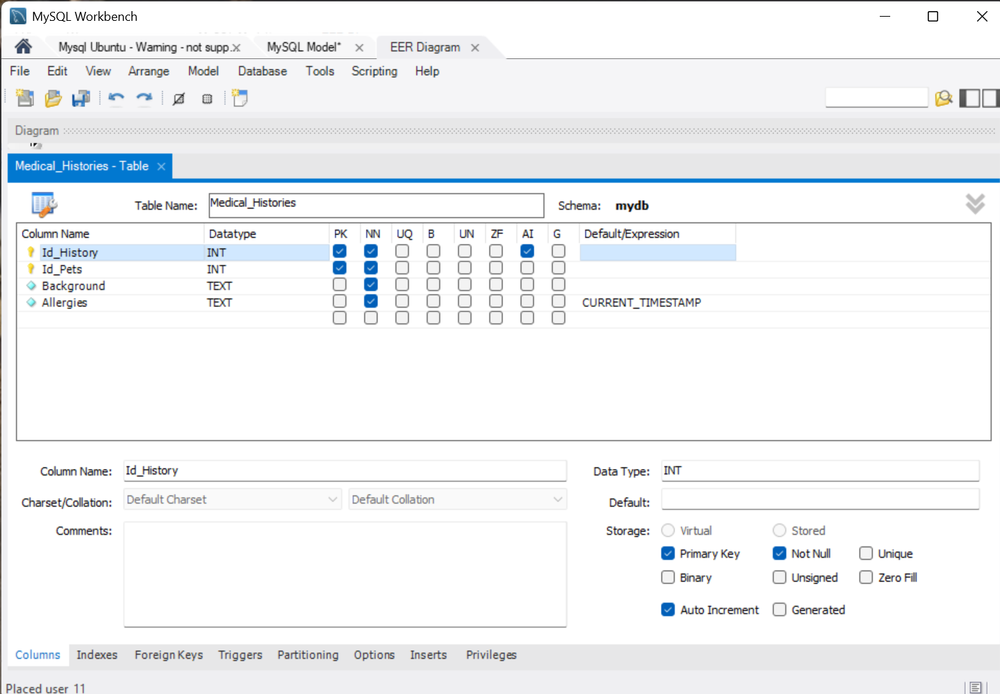 MySQL Workbench
Mysql Ubuntu - Warning - not supp.
MySQL Model*
EER Diagram
File Edit View Arrange Model Database Tools Scripting Help
Diagram
Medical_Histories - Table
Table Name: Medical_Histories Schema: mydb
Column Name Datatype PK NN UQ B UN ZF AI G Default/Expression
Id_History INT
Id_Pets INT
Background TEXT
Allergies TEXT CURRENT_TIMESTAMP
Column Name: Id_History Data Type: INT
Charset/Collation: Default Charset Default Collation Default:
Comments: Storage: Virtual Stored
Primary Key Not Null Unique
Binary Unsigned Zero Fill
Auto Increment Generated
Columns Indexes Foreign Keys Triggers Partitioning Options Inserts Privileges
Placed user 11